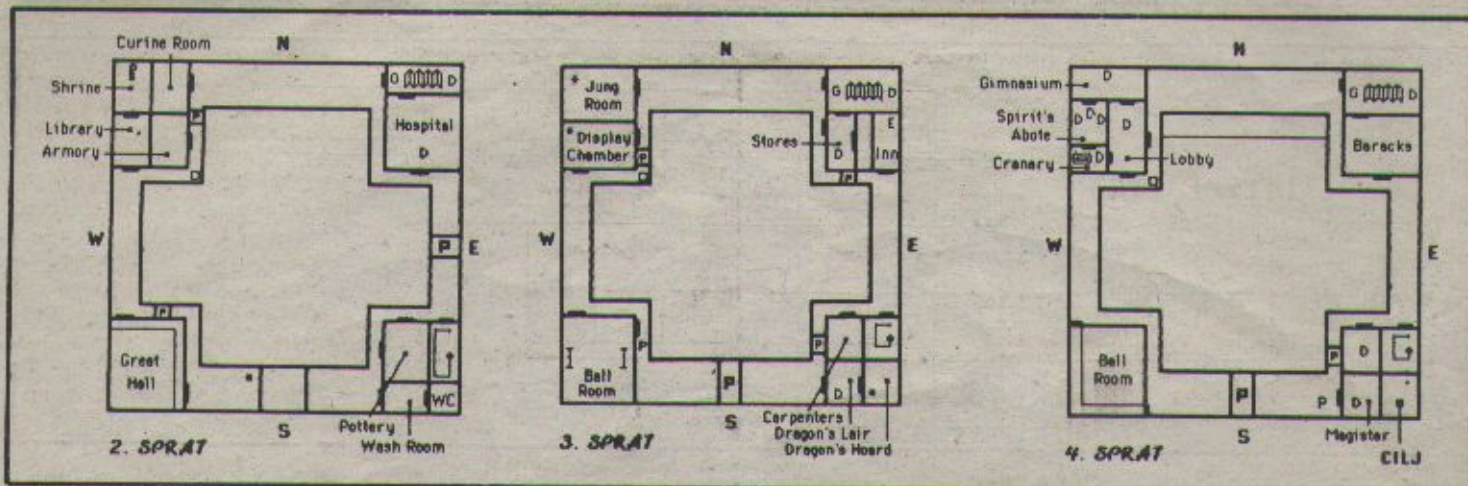 Curine Room
N
Shrine
G D
Library
Armory
P
Hospital
D
W
P
E
P
Great
Hall
WC
Pottery
Wash Room
S
2. SPRAT
N
* Jung
Room
G D
* Display
Chamber
Stores
E
Inn
D
P
P
W
E
P
P
Ball
Room
P
D
Carpenters
Dragon's Lair
Dragon's Hoard
S
3. SPRAT
N
Gimnasium
D
G D
Spirit's
Abote
D D D
D
Baracks
Cranary
D
Lobby
W
E
Ball
Room
P
D
P
P
D
Magister
S
4. SPRAT
CILJ